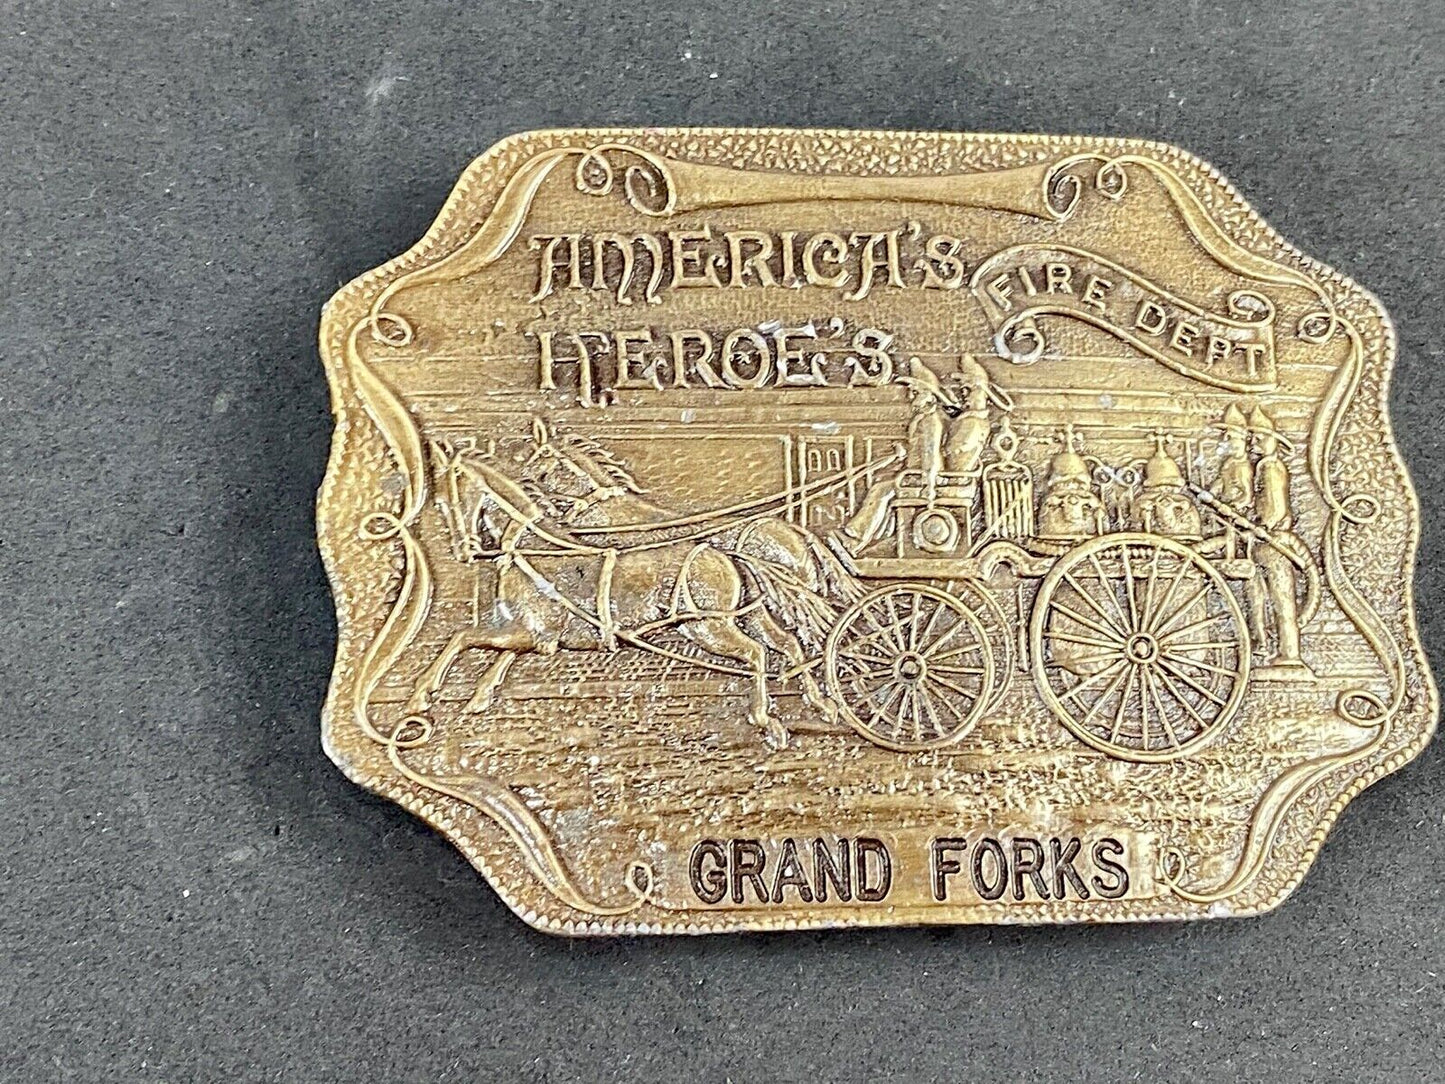 AMERICA'S
HEROE'S
FIRE DEPT
GRAND FORKS